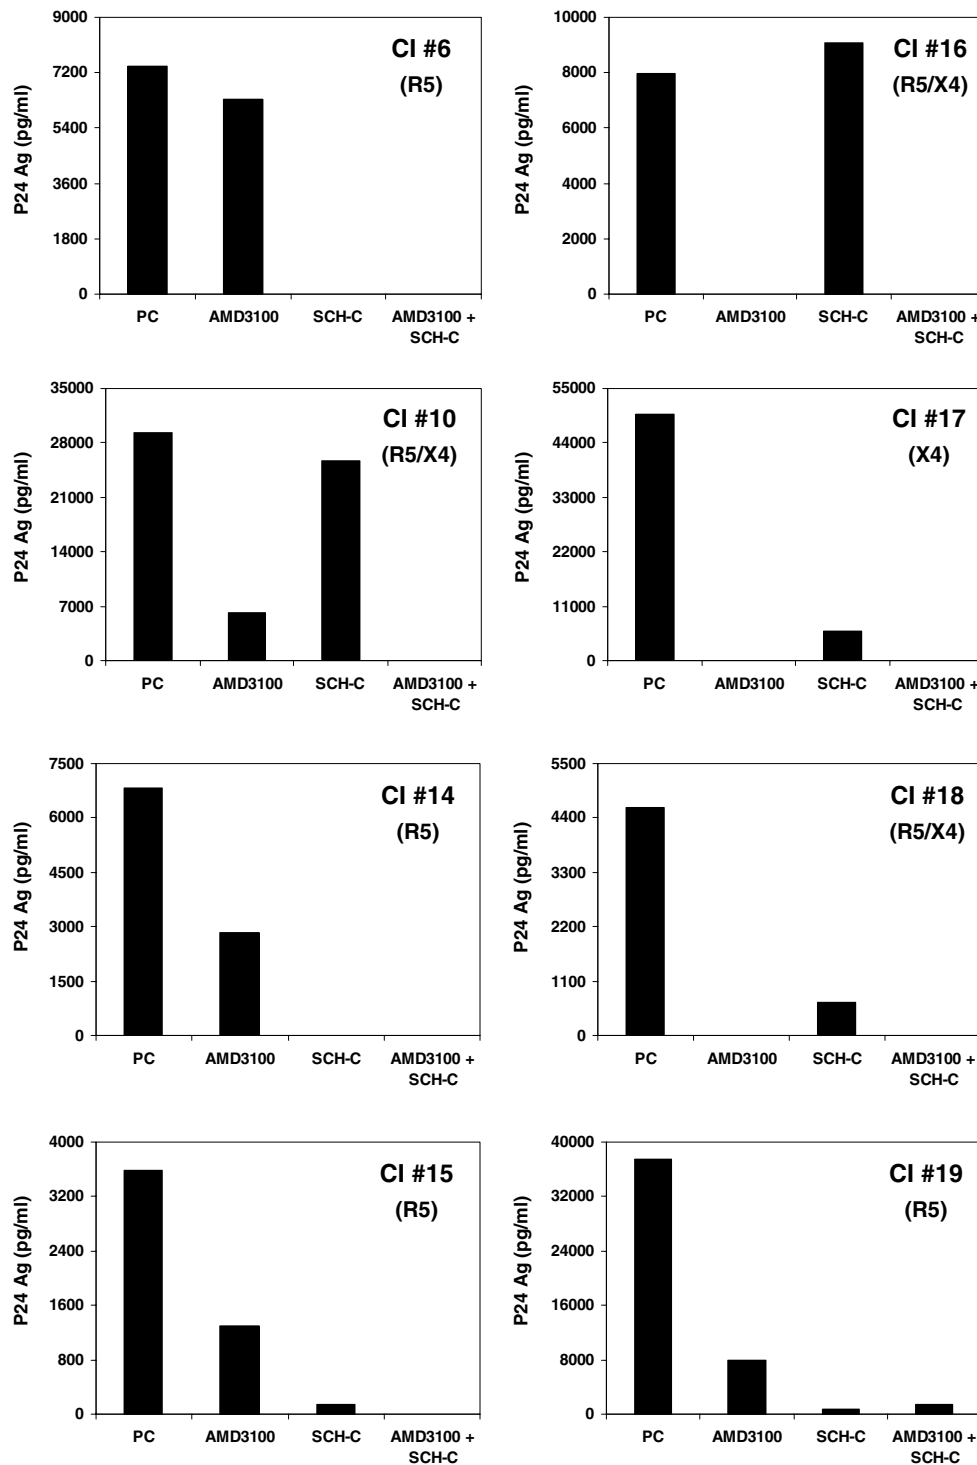 CI #6
(R5)
P24 Ag (pg/ml)
9000
7200
5400
3600
1800
0
PC AMD3100 SCH-C AMD3100 +
SCH-C
CI #16
(R5/X4)
P24 Ag (pg/ml)
10000
8000
6000
4000
2000
0
PC AMD3100 SCH-C AMD3100 +
SCH-C
CI #10
(R5/X4)
P24 Ag (pg/ml)
35000
28000
21000
14000
7000
0
PC AMD3100 SCH-C AMD3100 +
SCH-C
CI #17
(X4)
P24 Ag (pg/ml)
55000
44000
33000
22000
11000
0
PC AMD3100 SCH-C AMD3100 +
SCH-C
CI #14
(R5)
P24 Ag (pg/ml)
7500
6000
4500
3000
1500
0
PC AMD3100 SCH-C AMD3100 +
SCH-C
CI #18
(R5/X4)
P24 Ag (pg/ml)
5500
4400
3300
2200
1100
0
PC AMD3100 SCH-C AMD3100 +
SCH-C
CI #15
(R5)
P24 Ag (pg/ml)
4000
3200
2400
1600
800
0
PC AMD3100 SCH-C AMD3100 +
SCH-C
CI #19
(R5)
P24 Ag (pg/ml)
40000
32000
24000
16000
8000
0
PC AMD3100 SCH-C AMD3100 +
SCH-C